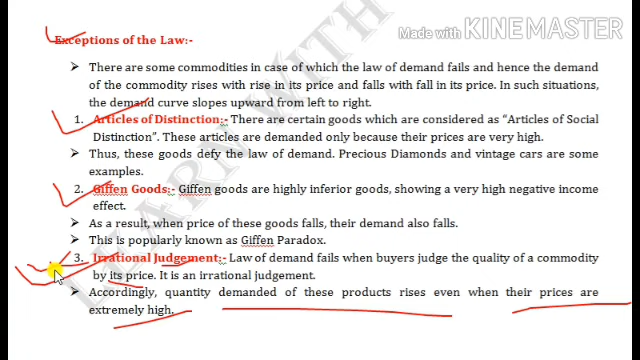 Made with KINEMASTER
Exceptions of the Law:-
➤ There are some commodities in case of which the law of demand fails and hence the demand
of the commodity rises with rise in its price and falls with fall in its price. In such situations,
the demand curve slopes upward from left to right.
1. Articles of Distinction:- There are certain goods which are considered as "Articles of Social
Distinction". These articles are demanded only because their prices are very high.
➤ Thus, these goods defy the law of demand. Precious Diamonds and vintage cars are some
examples.
2. Giffen Goods:- Giffen goods are highly inferior goods, showing a very high negative income
effect.
➤ As a result, when price of these goods falls, their demand also falls.
➤ This is popularly known as Giffen Paradox.
3. Irrational Judgement:- Law of demand fails when buyers judge the quality of a commodity
by its price. It is an irrational judgement.
➤ Accordingly, quantity demanded of these products rises even when their prices are
extremely high.
LEARN WITH